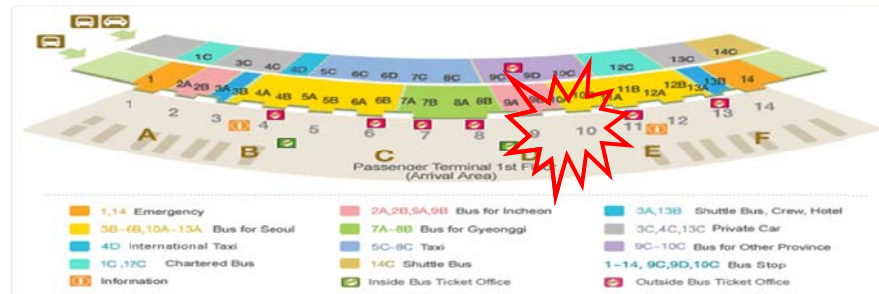 1C
3C 4C 4D 5C 6C 6D 7C 8C 9C 9D 10C 12C 13C 14C
1 2A 2B 3A 3B 4A 4B 5A 5B 6A 6B 7A 7B 8A 8B 9A 11B 12A 12B 13A 13B 14
1 2 3 4 5 6 7 8 9 10 11 12 13 14
A B C E F
Passenger Terminal 1st
(Arrival Area)
1,14 Emergency
2A,2B,9A,9B Bus for Incheon
3A,13B Shuttle Bus, Crew, Hotel
3B~6B,10A~13A Bus for Seoul
7A~8B Bus for Gyeonggi
3C,4C,13C Private Car
4D International Taxi
5C~8C Taxi
9C~10C Bus for Other Province
1C,12C Chartered Bus
14C Shuttle Bus
1~14, 9C,9D,10C Bus Stop
Information
Inside Bus Ticket Office
Outside Bus Ticket Office